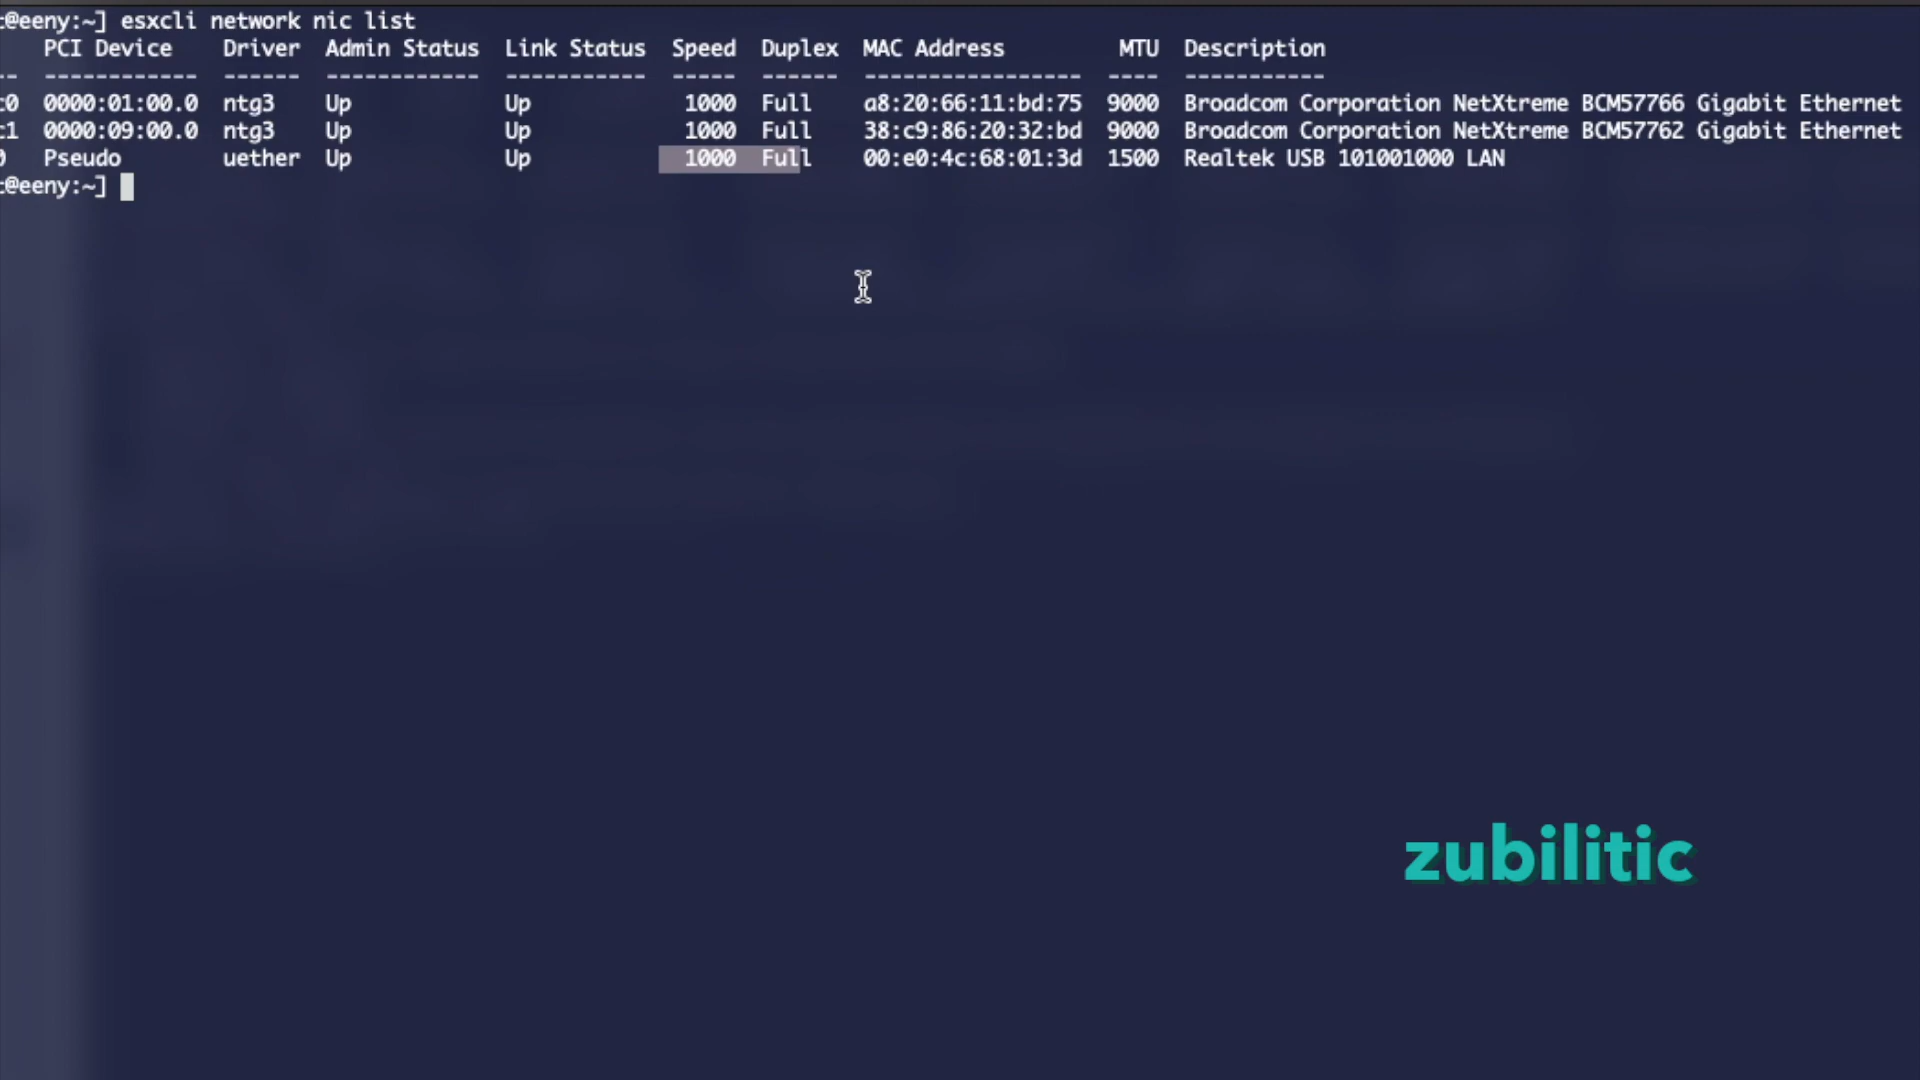 :@eeny:~] esxcli network nic list
PCI Device Driver Admin Status Link Status Speed Duplex MAC Address MTU Description
-- ------------ ------ ------------ ----------- ----- ------ ----------------- ---- -----------
c0 0000:01:00.0 ntg3 Up Up 1000 Full a8:20:66:11:bd:75 9000 Broadcom Corporation NetXtreme BCM57766 Gigabit Ethernet
c1 0000:09:00.0 ntg3 Up Up 1000 Full 38:c9:86:20:32:bd 9000 Broadcom Corporation NetXtreme BCM57762 Gigabit Ethernet
0 Pseudo uether Up Up 1000 Full 00:e0:4c:68:01:3d 1500 Realtek USB 101001000 LAN
:@eeny:~]
zubilitic